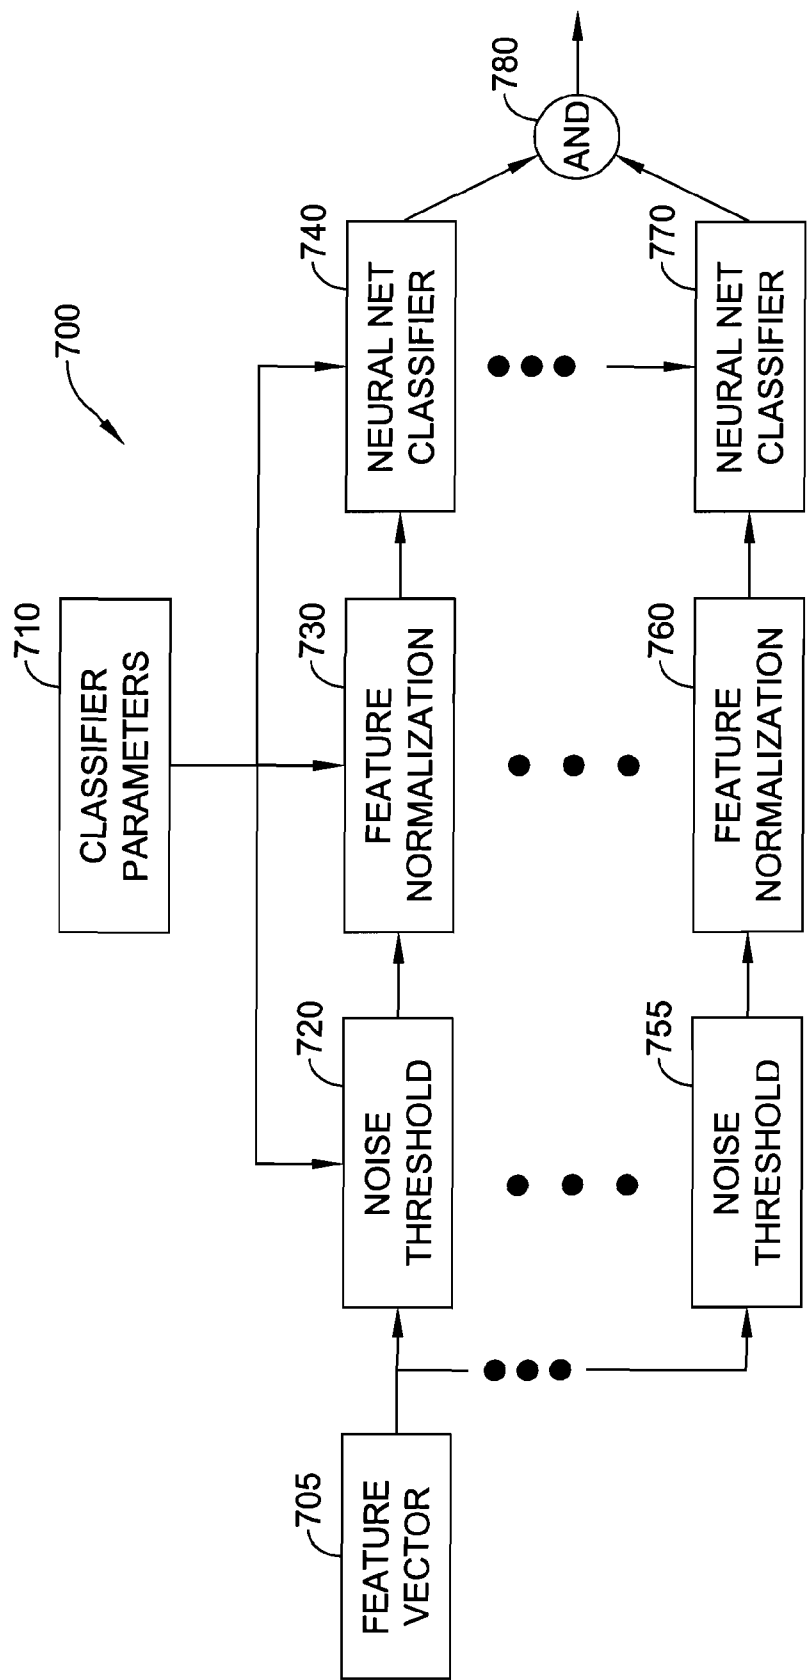 700
710
CLASSIFIER
PARAMETERS
705
FEATURE
VECTOR
720
NOISE
THRESHOLD
730
FEATURE
NORMALIZATION
740
NEURAL NET
CLASSIFIER
755
NOISE
THRESHOLD
760
FEATURE
NORMALIZATION
770
NEURAL NET
CLASSIFIER
780
AND